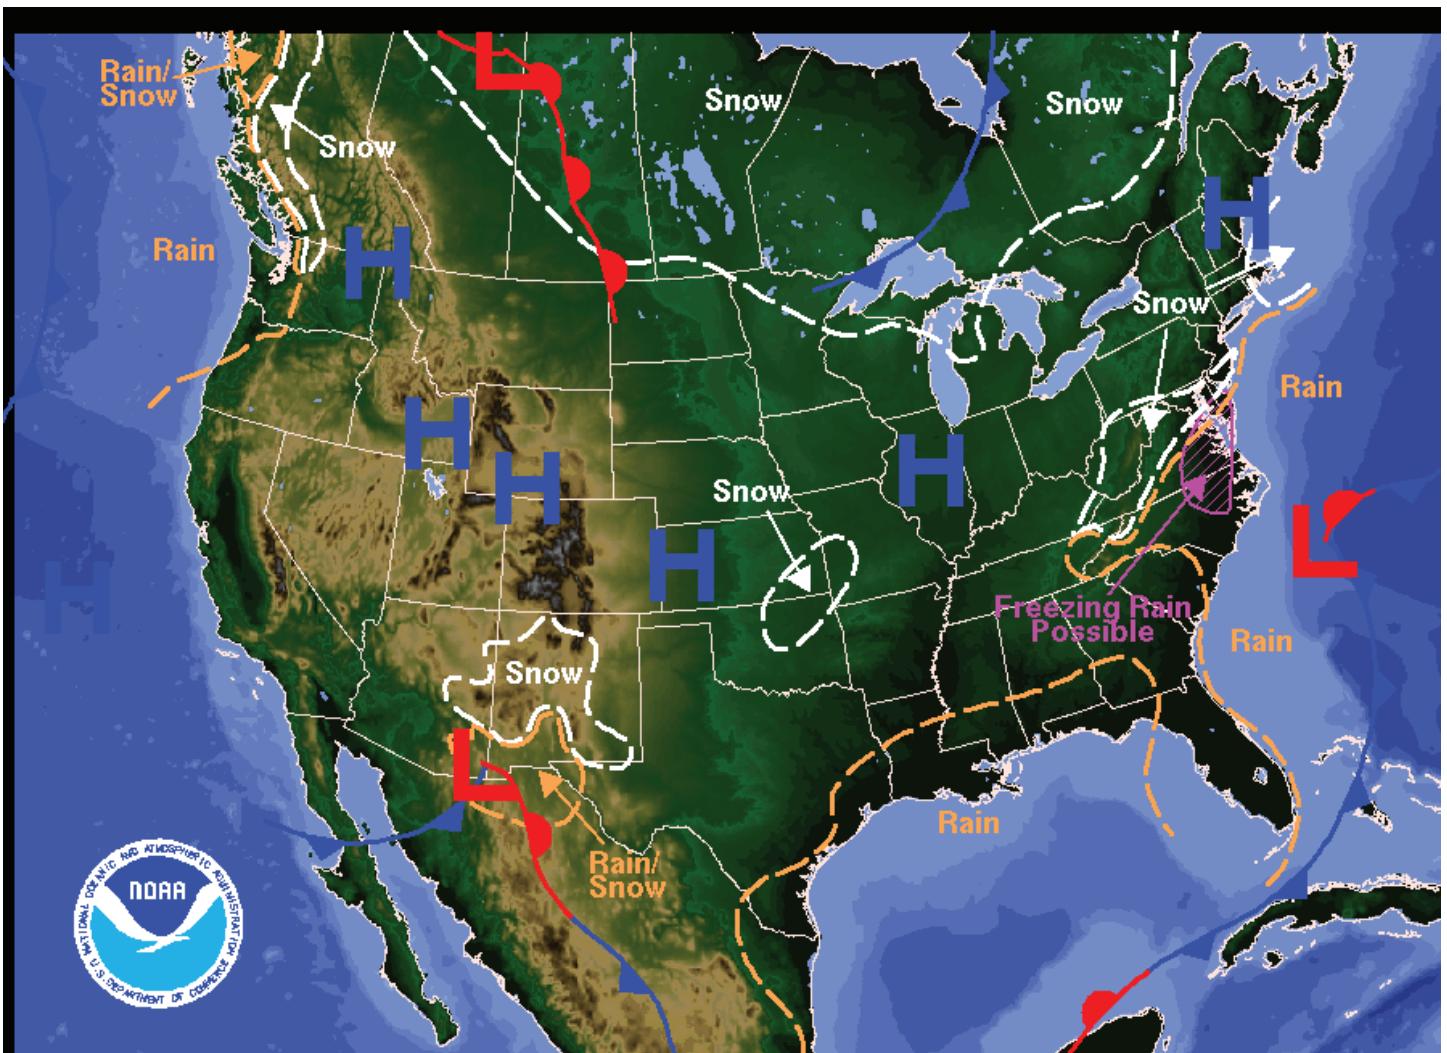 L
Rain/
Snow
Snow
Snow
Snow
Rain
H
H
Snow
Rain
H
H
H
Snow
H
L
H
H
Freezing Rain
Possible
Rain
Snow
L
Rain
Rain/
Snow
NOAA
NATIONAL OCEANIC AND ATMOSPHERIC ADMINISTRATION
U.S. DEPARTMENT OF COMMERCE